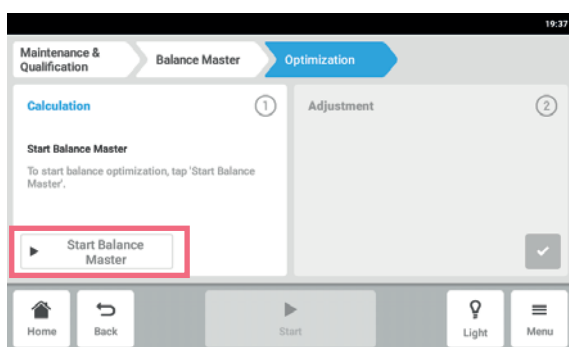 19:37
Maintenance &
Qualification
Balance Master
Optimization
Calculation
1
Adjustment
2
Start Balance Master
To start balance optimization, tap 'Start Balance
Master'.
Start Balance
Master
Home
Back
Start
Light
Menu